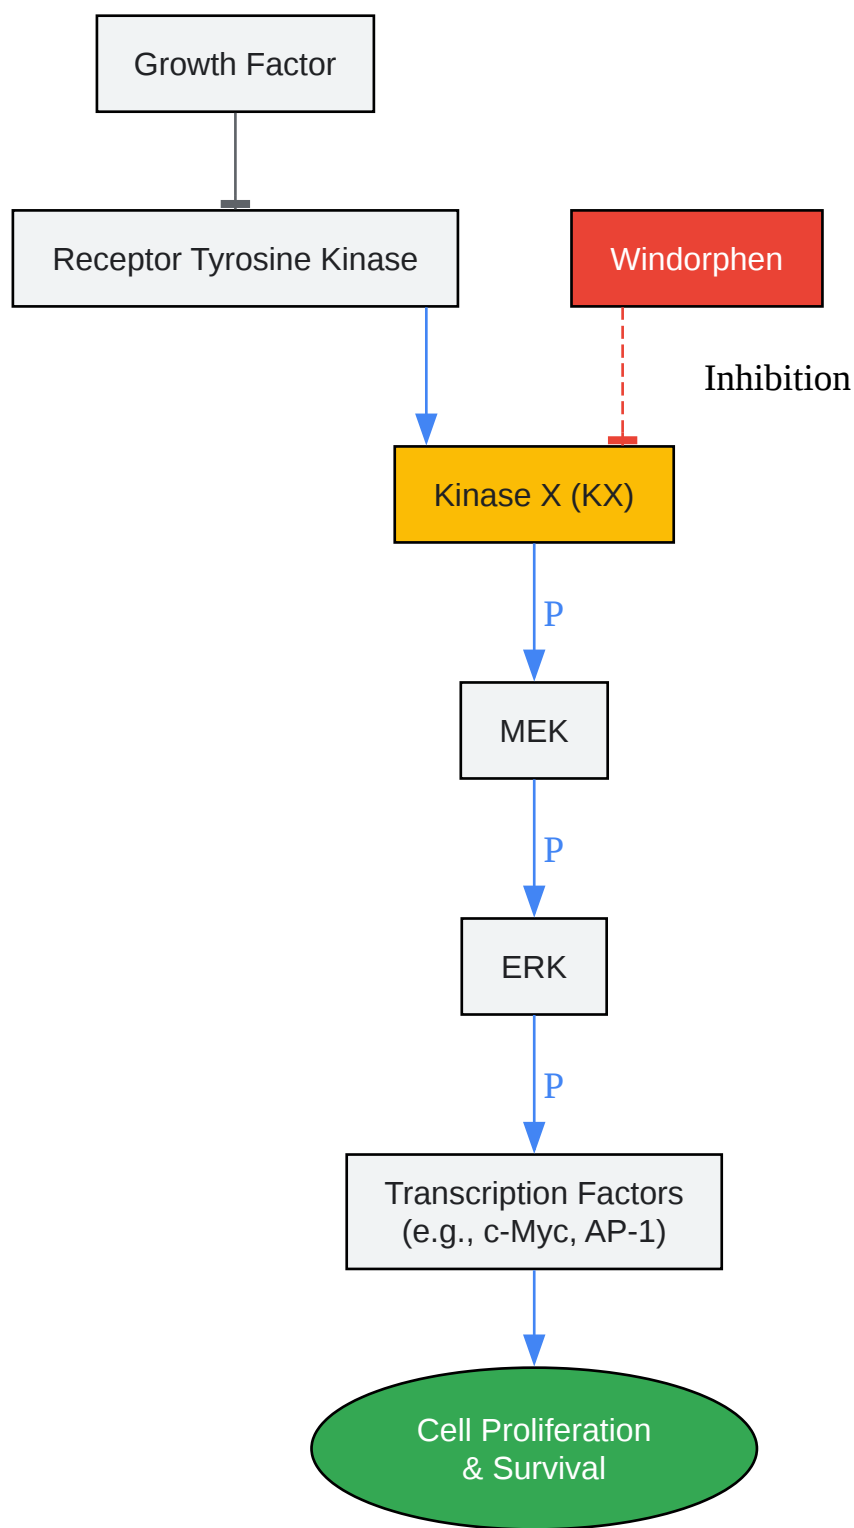 Growth Factor
Receptor Tyrosine Kinase
Windorphen
Inhibition
Kinase X (KX)
P
MEK
P
ERK
P
Transcription Factors
(e.g., c-Myc, AP-1)
Cell Proliferation
& Survival